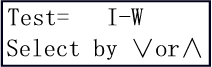 Test=   I-W
Select by ∨or∧